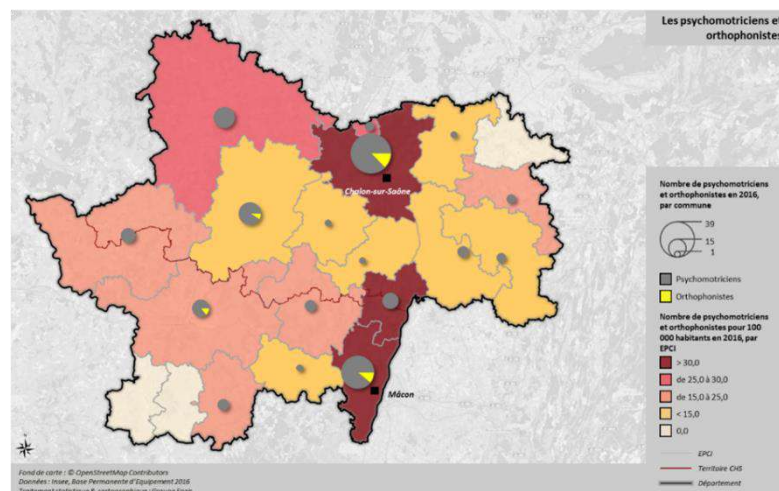 Les psychomotriciens et
orthophonistes
Chalon-sur-Saône
Mâcon
Nombre de psychomotriciens
et orthophonistes en 2016,
par commune
39
15
1
Psychomotriciens
Orthophonistes
Nombre de psychomotriciens
et orthophonistes pour 100
000 habitants en 2016, par
EPCI
> 30,0
de 25,0 à 30,0
de 15,0 à 25,0
< 15,0
0,0
EPCI
Territoire CHS
Département
Fond de carte : © OpenStreetMap Contributors
Données : Insee, Base Permanente d'Equipement 2016